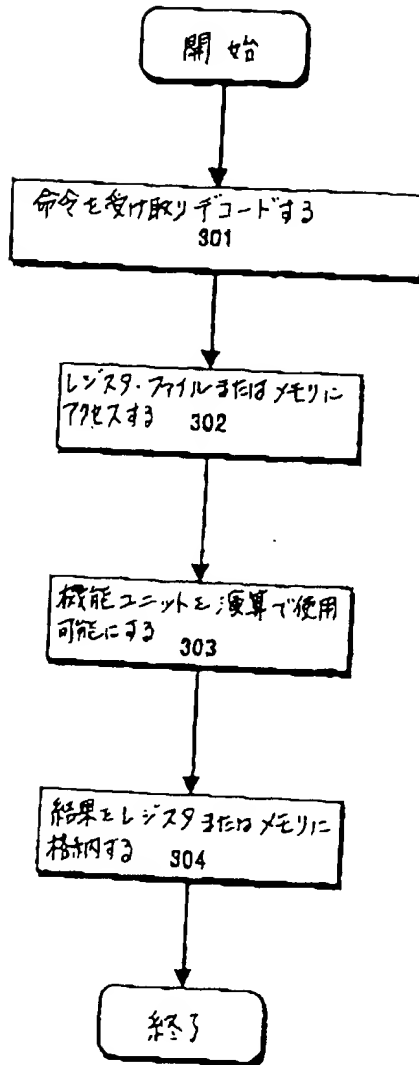 開始
命令を受け取りデコードする
301
レジスタ・ファイルまたはメモリに
アクセスする 302
機能ユニットを演算で使用
可能にする 303
結果をレジスタまたはメモリに
格納する 304
終了